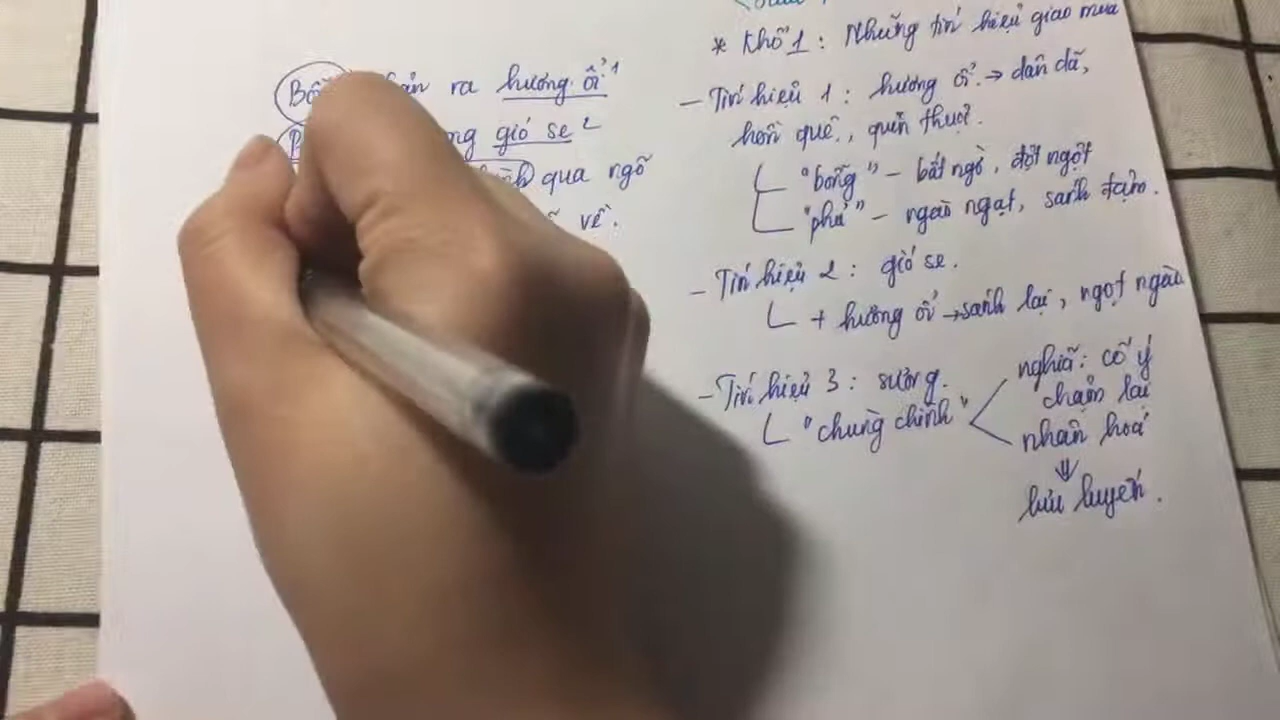 ra hương ổi 1
gió se 2
qua ngõ
về.
* Khổ 1 : Những tín hiệu giao mùa
- Tín hiệu 1 : hương ổi → dân dã,
hồn quê, quen thuộc.
"bỗng" - bất ngờ, đột ngột
"phả" - ngào ngạt, sánh đậm.
- Tín hiệu 2 : gió se.
+ hương ổi → sánh lại, ngọt ngào
- Tín hiệu 3 : sương.
"chùng chình"
nghĩa: cố ý
chậm lại
nhân hoá
⇓
lưu luyến.